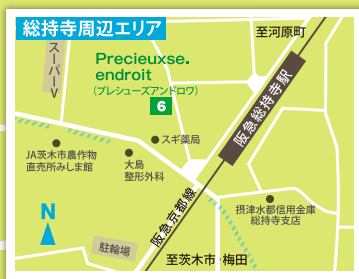 総持寺周辺エリア
至河原町
スーパーV
Precieuxse.
endroit
(プレシューズアンドロワ)
6
阪急総持寺駅
スギ薬局
JA茨木市農作物
直売所みしま館
大島
整形外科
摂津水都信用金庫
総持寺支店
N
阪急京都線
駐輪場
至茨木市・梅田